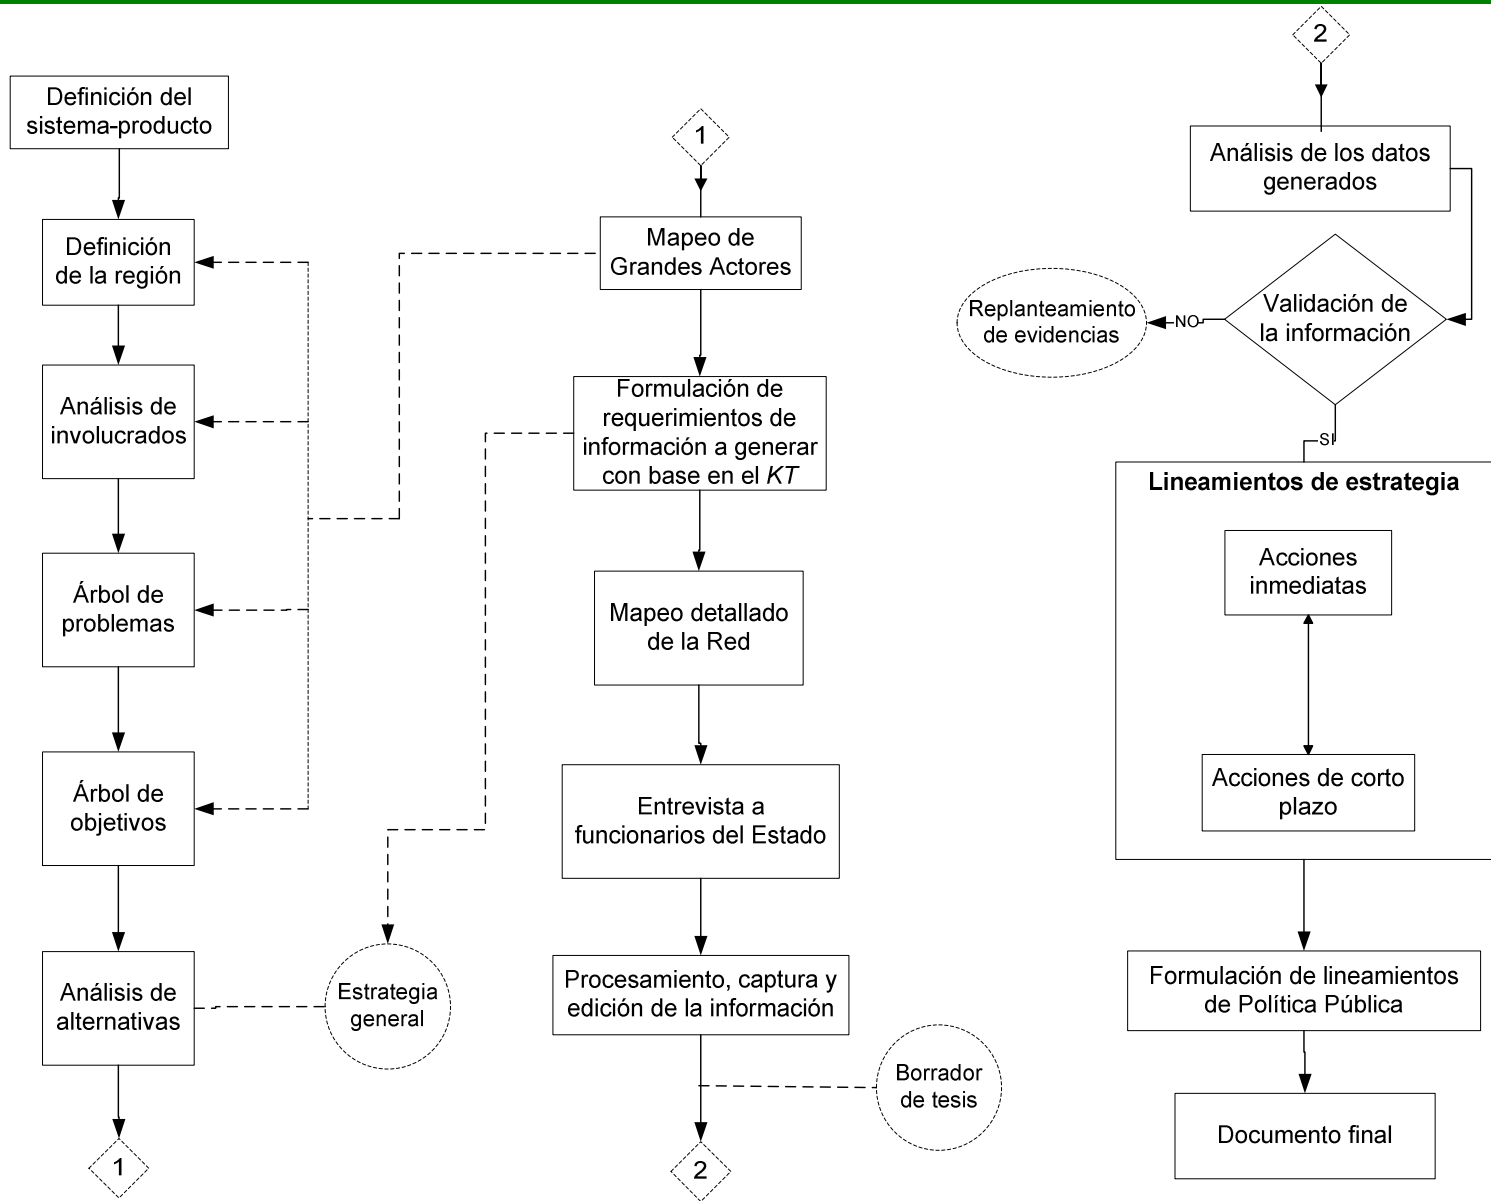 Definición del
sistema-producto
Definición
de la región
Análisis de
involucrados
Árbol de
problemas
Árbol de
objetivos
Análisis de
alternativas
1
Estrategia
general
1
Mapeo de
Grandes Actores
Formulación de
requerimientos de
información a generar
con base en el KT
Mapeo detallado
de la Red
Entrevista a
funcionarios del Estado
Procesamiento, captura y
edición de la información
Borrador
de tesis
2
2
Análisis de los datos
generados
Validación de
la información
NO
Replanteamiento
de evidencias
SI
Lineamientos de estrategia
Acciones
inmediatas
Acciones de corto
plazo
Formulación de lineamientos
de Política Pública
Documento final